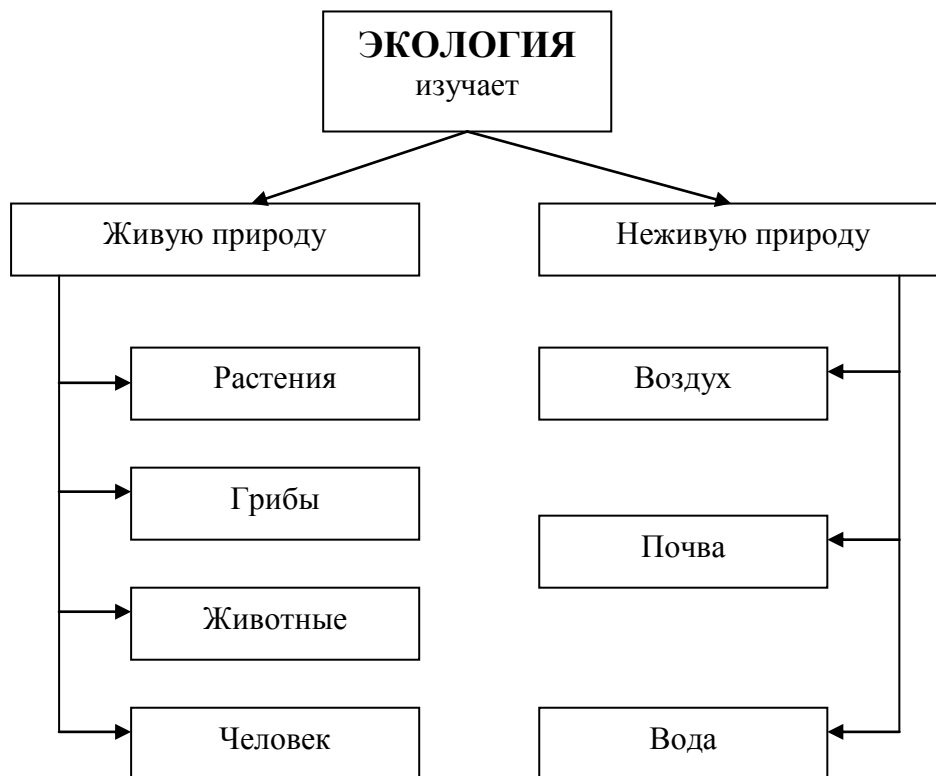 ЭКОЛОГИЯ
изучает
Живую природу
Неживую природу
Растения
Воздух
Грибы
Почва
Животные
Человек
Вода